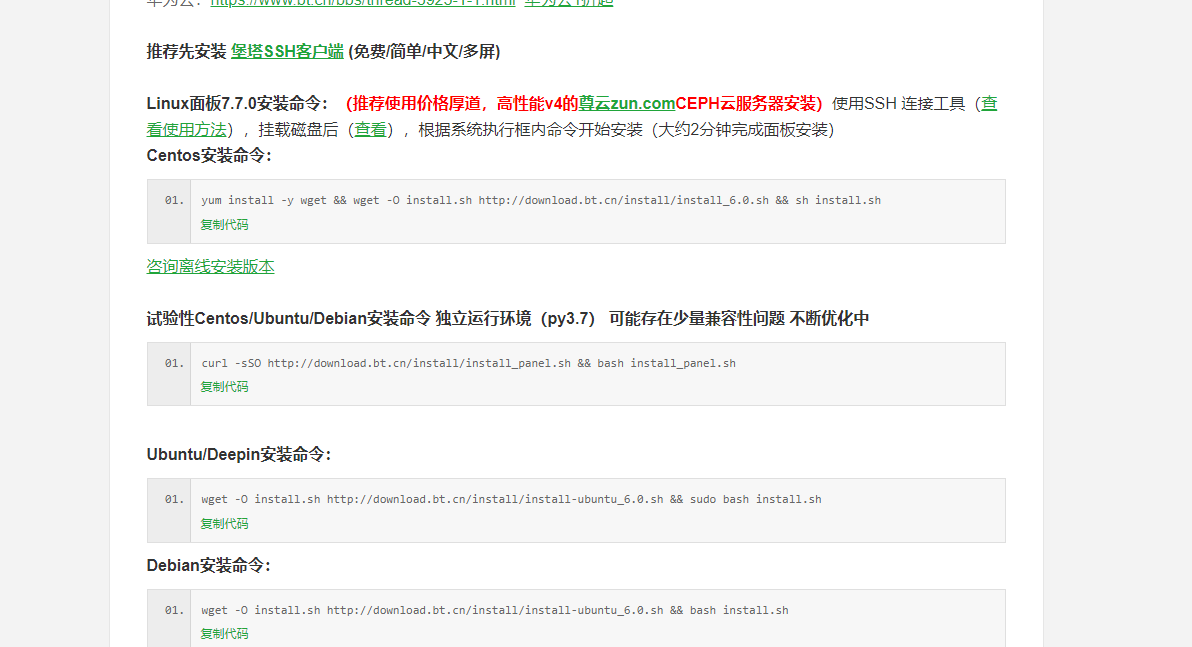 华为云：https://www.bt.cn/bbs/thread-5925-1-1.html
推荐先安装 堡塔SSH客户端 (免费/简单/中文/多屏)
Linux面板7.7.0安装命令：（推荐使用价格厚道，高性能v4的尊云zun.comCEPH云服务器安装）使用SSH 连接工具（查
看使用方法），挂载磁盘后（查看），根据系统执行框内命令开始安装（大约2分钟完成面板安装）
Centos安装命令：
01. yum install -y wget && wget -O install.sh http://download.bt.cn/install/install_6.0.sh && sh install.sh
复制代码
咨询离线安装版本
试验性Centos/Ubuntu/Debian安装命令 独立运行环境（py3.7） 可能存在少量兼容性问题 不断优化中
01. curl -sSO http://download.bt.cn/install/install_panel.sh && bash install_panel.sh
复制代码
Ubuntu/Deepin安装命令：
01. wget -O install.sh http://download.bt.cn/install/install-ubuntu_6.0.sh && sudo bash install.sh
复制代码
Debian安装命令：
01. wget -O install.sh http://download.bt.cn/install/install-ubuntu_6.0.sh && bash install.sh
复制代码